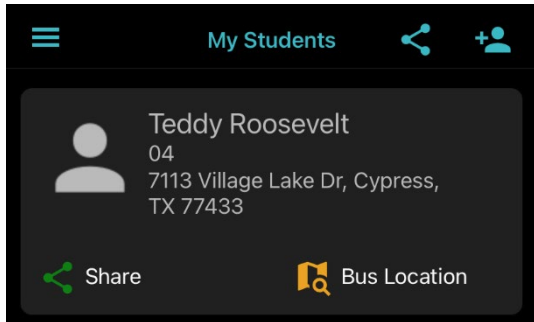 My Students
Teddy Roosevelt
04
7113 Village Lake Dr, Cypress,
TX 77433
Share
Bus Location